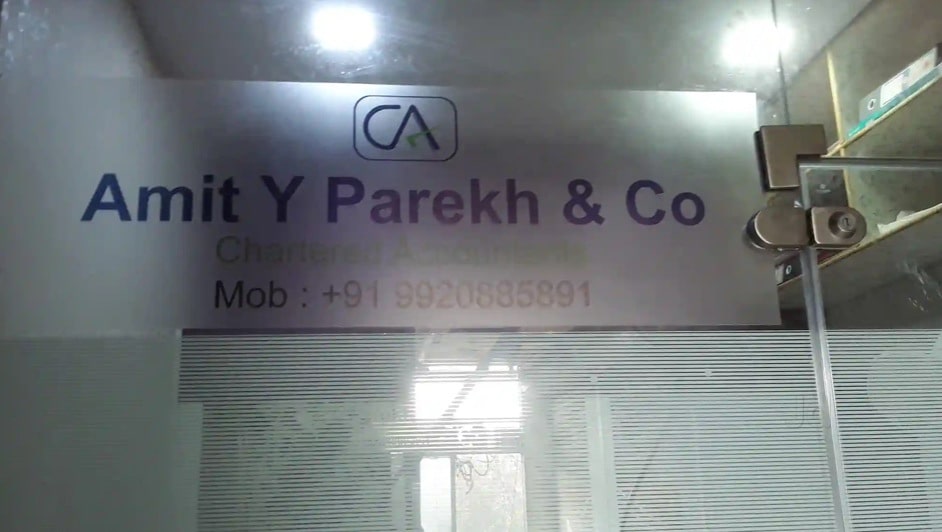 CA
Amit Y Parekh & Co
Chartered Accountants
Mob : +91 9920885891